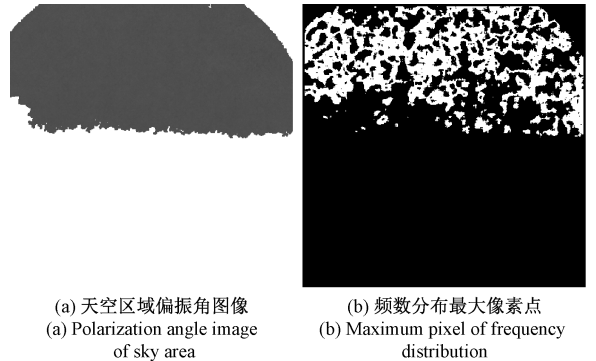 (a) 天空区域偏振角图像
(a) Polarization angle image
of sky area
(b) 频数分布最大像素点
(b) Maximum pixel of frequency
distribution